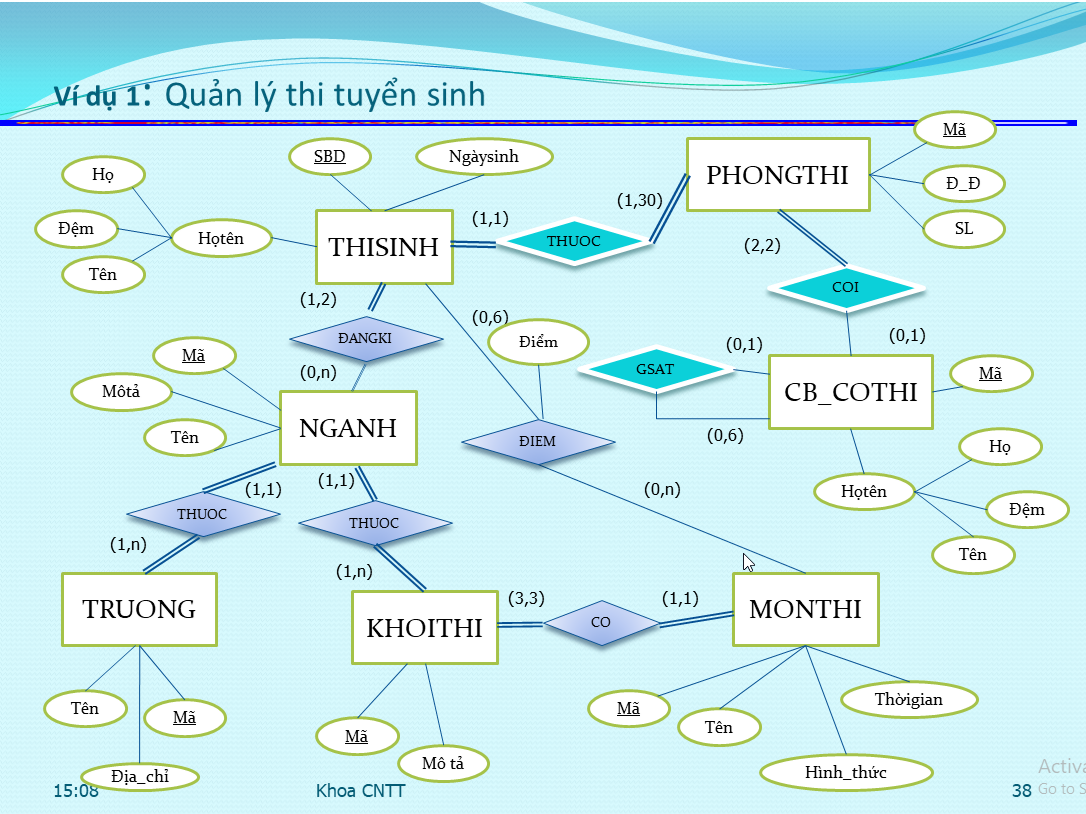 Ví dụ 1: Quản lý thi tuyển sinh
Mã
SBD
Ngàysinh
Họ
PHONGTHI
Đ_Đ
(1,30)
(1,1)
Đệm
Họtên
THISINH
THUOC
SL
(2,2)
Tên
COI
(1,2)
(0,6)
ĐANGKI
Điểm
(0,1)
(0,1)
Mã
(0,n)
GSAT
Mã
CB_COTHI
Môtả
NGANH
Tên
(0,6)
ĐIEM
Họ
(1,1)
(1,1)
(0,n)
Họtên
THUOC
THUOC
Đệm
(1,n)
Tên
(1,n)
TRUONG
KHOITHI
(3,3)
CO
(1,1)
MONTHI
Tên
Mã
Mã
Tên
Thờigian
Mã
Mô tả
Hình_thức
Địa_chỉ
15:08
Khoa CNTT
38
Activa
Go to S